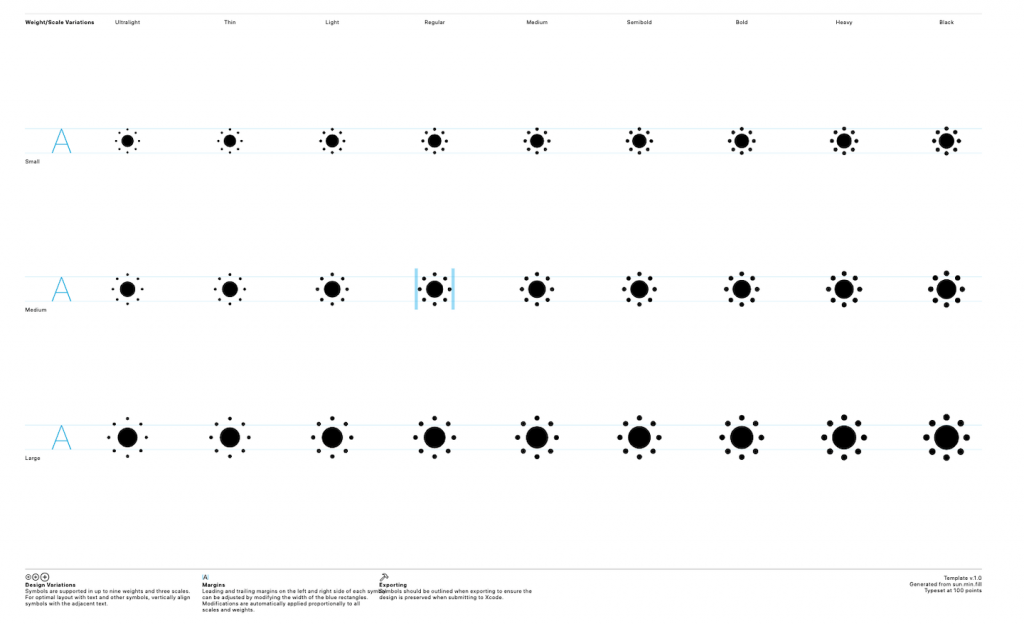 Weight/Scale Variations Ultralight Thin Light Regular Medium Semibold Bold Heavy Black
A
Small
A
Medium
A
Large
Design Variations
Symbols are supported in up to nine weights and three scales.
For optimal layout with text and other symbols, vertically align
symbols with the adjacent text.
A
Margins
Leading and trailing margins on the left and right side of each symbol
can be adjusted by modifying the width of the blue rectangles.
Modifications are automatically applied proportionally to all
scales and weights.
Exporting
Symbols should be outlined when exporting to ensure the
design is preserved when submitting to Xcode.
Template v.1.0
Generated from sun.min.fill
Typeset at 100 points